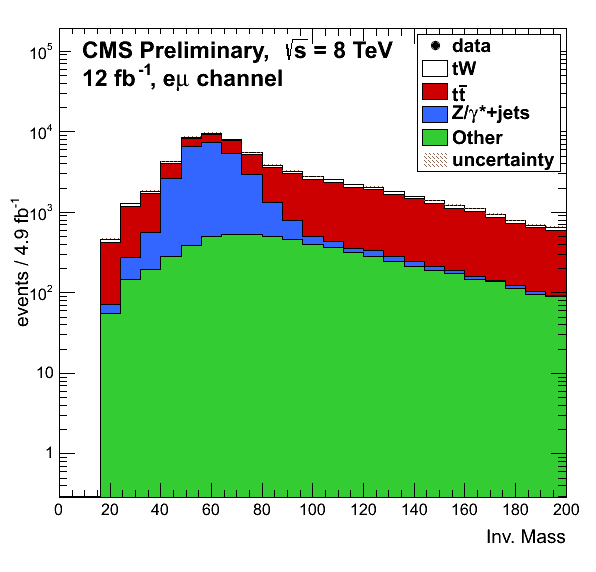 CMS Preliminary, √s = 8 TeV
12 fb⁻¹, eμ channel
data
tW
tt̅
Z/γ*+jets
Other
uncertainty
events / 4.9 fb⁻¹
10⁵
10⁴
10³
10²
10
1
0 20 40 60 80 100 120 140 160 180 200
Inv. Mass